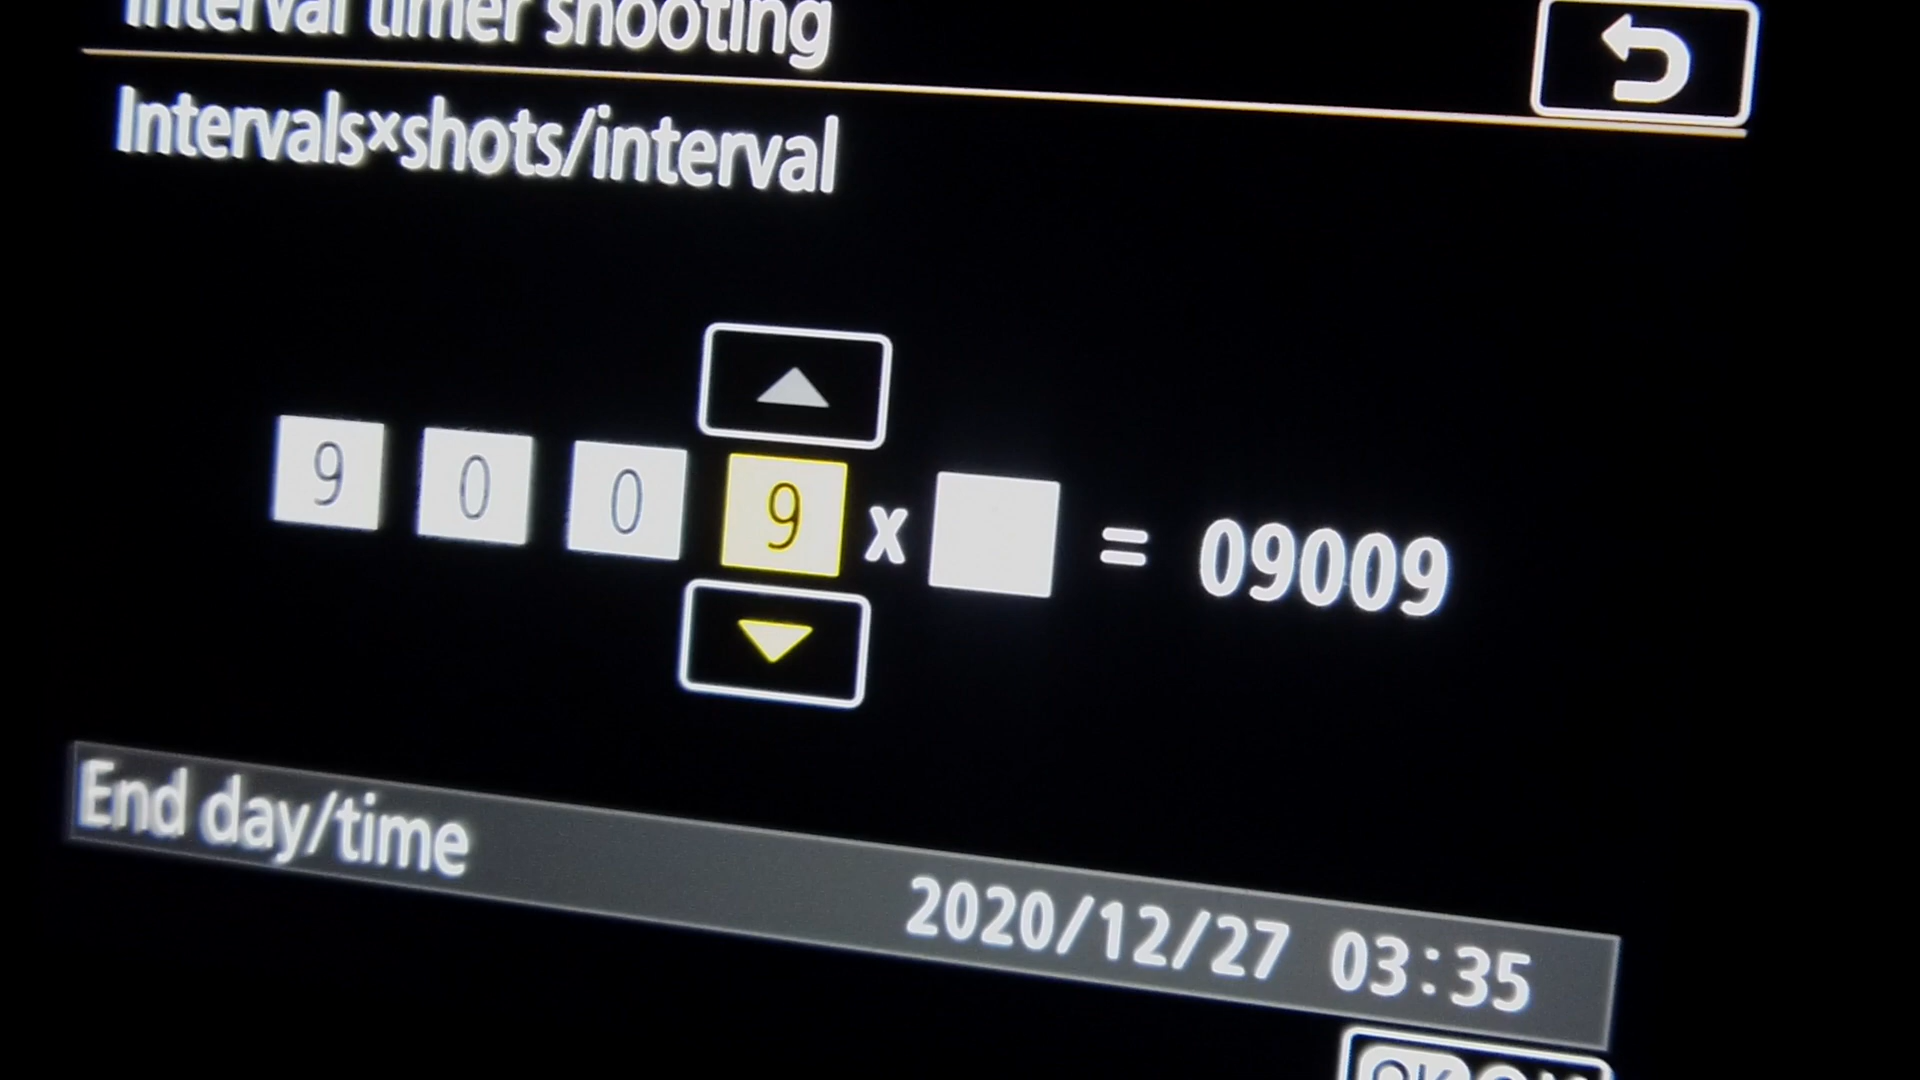 Interval timer shooting
Intervals×shots/interval
9 0 0 9 x = 09009
End day/time 2020/12/27 03:35
OK